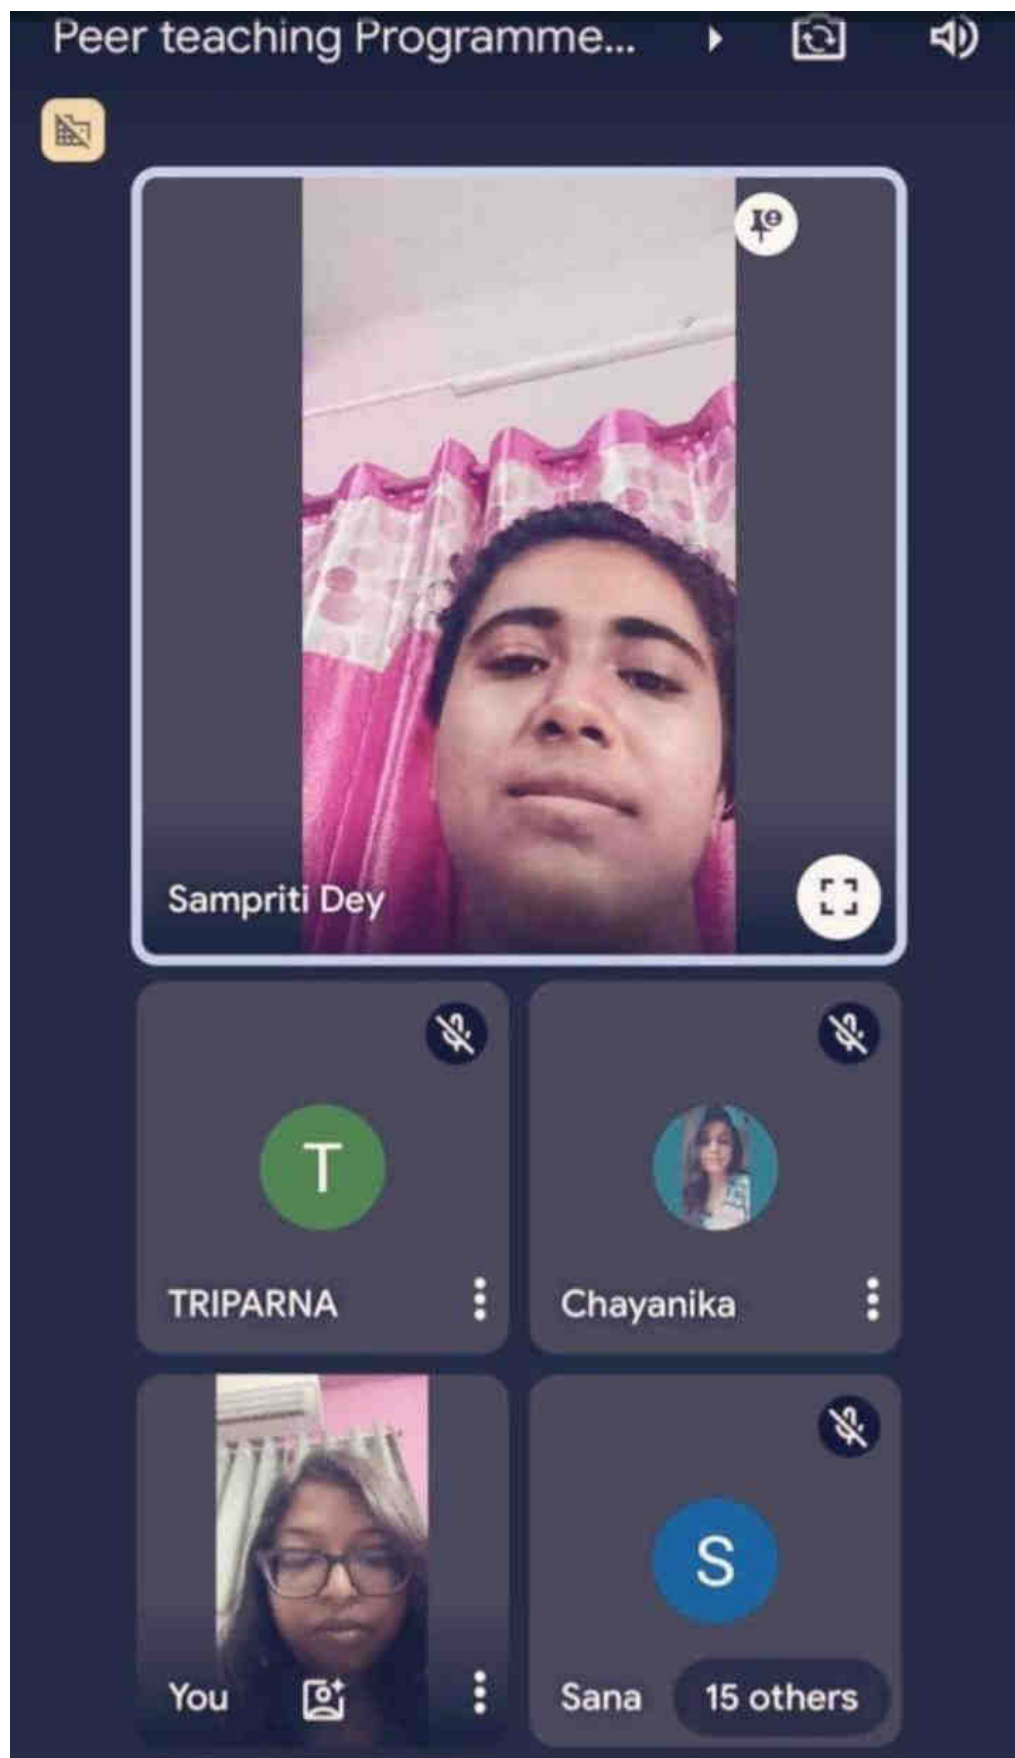 Peer teaching Programme...
Sampriti Dey
T
TRIPARNA
Chayanika
You
S
Sana
15 others